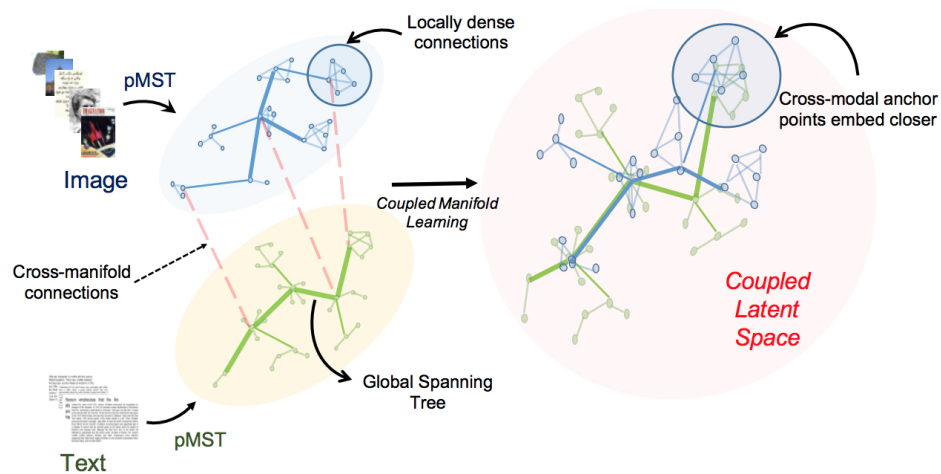 Locally dense
connections
pMST
Image
Cross-modal anchor
points embed closer
Coupled Manifold
Learning
Cross-manifold
connections
Coupled
Latent
Space
Global Spanning
Tree
pMST
Text